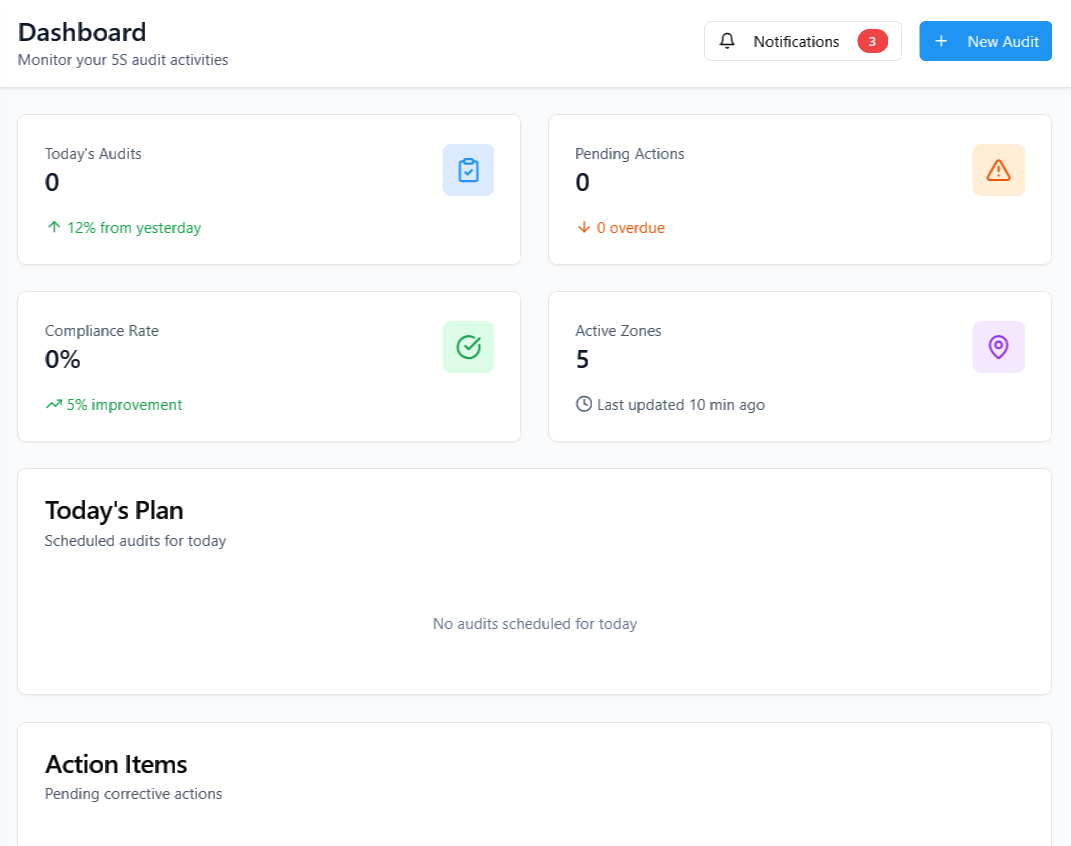 Dashboard
Monitor your 5S audit activities
Notifications 3
New Audit
Today's Audits
0
12% from yesterday
Pending Actions
0
0 overdue
Compliance Rate
0%
5% improvement
Active Zones
5
Last updated 10 min ago
Today's Plan
Scheduled audits for today
No audits scheduled for today
Action Items
Pending corrective actions